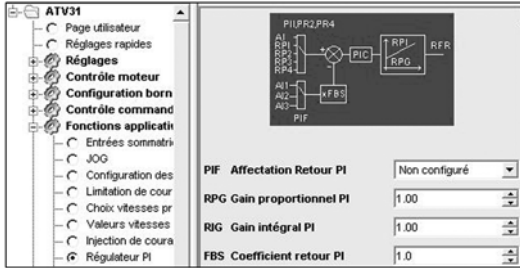 ATV31
Page utilisateur
Réglages rapides
Réglages
Contrôle moteur
Configuration born
Contrôle command
Fonctions applicati
Entrées sommatri
JOG
Configuration des
Limitation de cour
Choix vitesses pr
Valeurs vitesses
Injection de coura
Régulateur PI
PII,PR2,PR4
AI
RPI
RP2
RP3
RP4
PIC
RPI
RPG
RFR
AI1
AI2
AI3
xFBS
PIF
PIF Affectation Retour PI Non configuré
RPG Gain proportionnel PI 1.00
RIG Gain intégral PI 1.00
FBS Coefficient retour PI 1.0